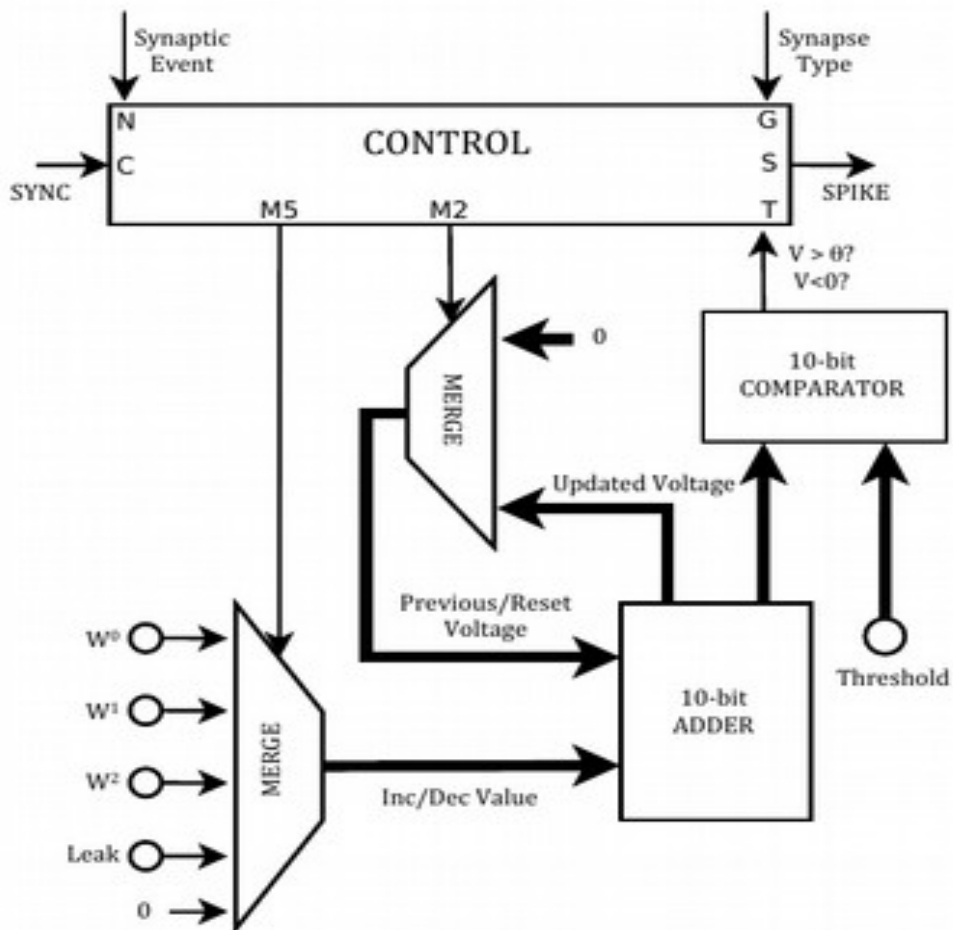 Synaptic
Event
Synapse
Type
N
CONTROL
G
C
S
SYNC
SPIKE
M5
M2
T
V > θ?
V<0?
0
10-bit
COMPARATOR
MERGE
Updated Voltage
Previous/Reset
Voltage
W⁰
Threshold
W¹
10-bit
ADDER
MERGE
W²
Inc/Dec Value
Leak
0